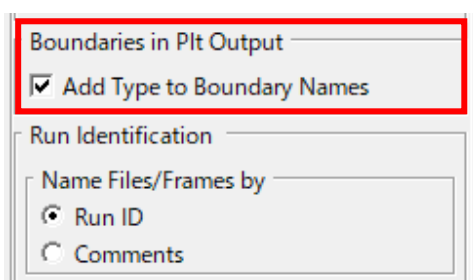 Boundaries in Plt Output
Add Type to Boundary Names
Run Identification
Name Files/Frames by
Run ID
Comments